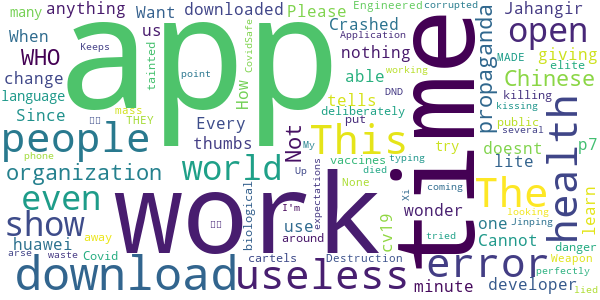 many
anything
Want
downloaded
Please
Engineered
corrupted
Jahangir
When
WHO
us
Crashed
Keeps
tainted
Application
propaganda
open
change
point
CovidSafe
nothing
DND
working
MADE
elite
giving
language
app
How
able
tells
time
killing
kissing
Chinese
Since
mass
THEY
Every
deliberately
public
several
people
thumbs
Not
This
put
try
doesnt
p7
phone
My
vaccines
died
typing
health
organization
world
Up
None
Xi
The
lite
learn
even
work
I'm
expectations
cv19
wonder
coming
looking
show
biological
use
around
one
Jinping
Cannot
danger
huawei
away
cartels
tried
Weapon
download
useless
minute
error
perfectly
arse
waste
Covid
Destruction
developer
lied